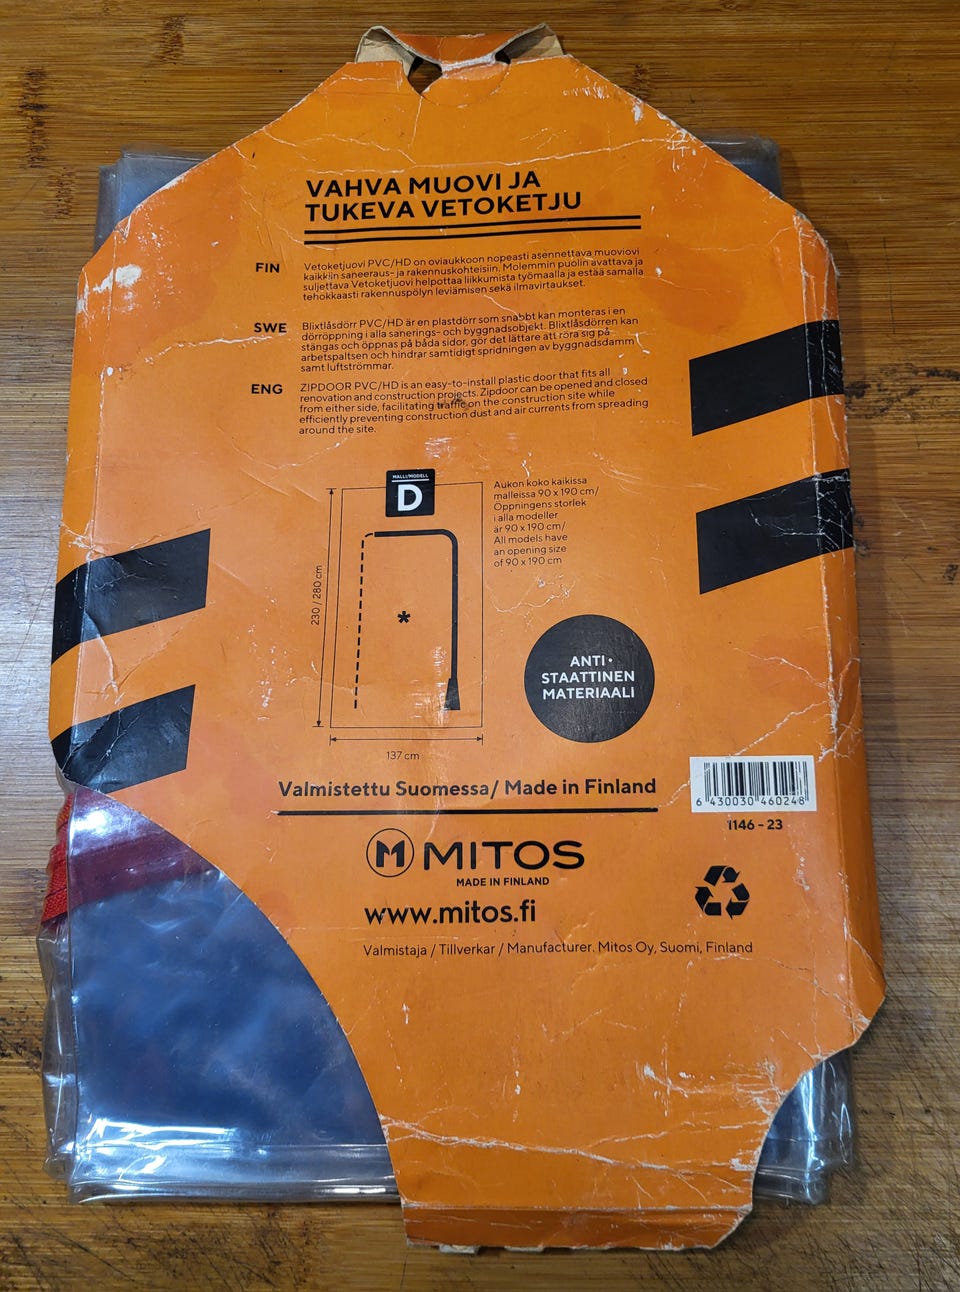 VAHVA MUOVI JA
TUKEVA VETOKETJU
FIN
Vetoketjuovi PVC/HD on oviaukkoon nopeasti asennettava muoviovi
kaikkiin saneeraus- ja rakennuskohteisiin. Molemmin puolin avattava ja
suljettava Vetoketjuovi helpottaa liikkumista työmaalla ja estää samalla
tehokkaasti rakennuspölyn leviämisen sekä ilmavirtaukset.
SWE
Blixtlåsdörr PVC/HD är en plastdörr som snabbt kan monteras i en
dörröppning i alla sanerings- och byggnadsobjekt. Blixtlåsdörren kan
stängas och öppnas på båda sidor, gör det lättare att röra sig på
arbetspaltsen och hindrar samtidigt spridningen av byggnadsdamm
samt luftströmmar.
ENG
ZIPDOOR PVC/HD is an easy-to-install plastic door that fits all
renovation and construction projects. Zipdoor can be opened and closed
from either side, facilitating traffic on the construction site while
efficiently preventing construction dust and air currents from spreading
around the site.
MALLI/MODELL
D
Aukon koko kaikissa
malleissa 90 x 190 cm/
Öppningens storlek
i alla modeller
är 90 x 190 cm/
All models have
an opening size
of 90 x 190 cm
230 / 280 cm
*
137 cm
ANTI-
STAATTINEN
MATERIAALI
Valmistettu Suomessa/ Made in Finland
6 430030 460248
1146 - 23
M MITOS
MADE IN FINLAND
www.mitos.fi
Valmistaja / Tillverkar / Manufacturer. Mitos Oy, Suomi, Finland